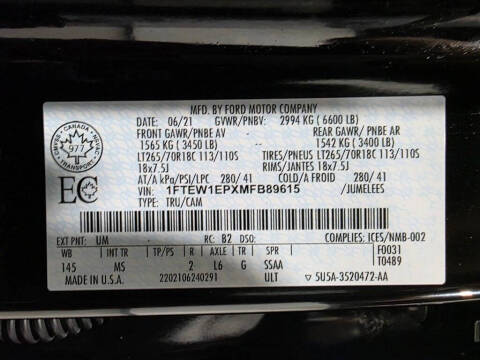 MFD. BY FORD MOTOR COMPANY
DATE: 06/21 GVWR/PNBV: 2994 KG ( 6600 LB)
FRONT GAWR/PNBE AV REAR GAWR/PNBE AR
1565 KG ( 3450 LB) 1542 KG ( 3400 LB)
LT265/70R18C 113/110S TIRES/PNEUS LT265/70R18C 113/110S
18x7.5J RIMS/JANTES 18x7.5J
AT/A kPa/PSI/LPC 280/ 41 COLD/A FROID 280/ 41
VIN: 1FTEW1EPXMFB89615 /JUMELEES
TYPE: TRU/CAM
CANADA
977
EC
EXT PNT: UM RC: B2 DSO: COMPLIES: ICES/NMB-002
WB INT TR TP/PS R AXLE TR SPR F0031
145 MS 2 L6 G SSAA T0489
MADE IN U.S.A. 2202106240291 ULT 5U5A-3520472-AA